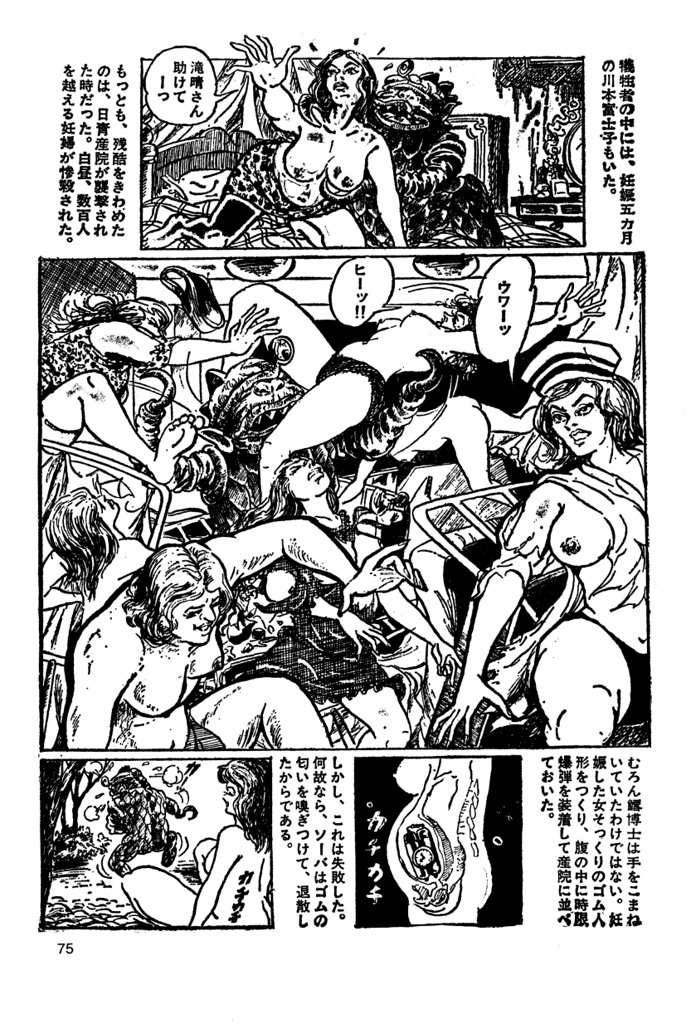 犠牲者の中には、妊娠五カ月
の川本富士子もいた。
滝晴さん
助けて
ーっ
もっとも、残酷をきわめた
のは、日青産院が襲撃され
た時だった。白昼、数百人
を越える妊婦が惨殺された。
ウワーッ
ヒーッ!!
むろん鏐博士は手をこまね
いていたわけではない。妊
娠した女そっくりのゴム人
形をつくり、腹の中に時限
爆弾を装着して産院に並べ
ておいた。
カチカチ
しかし、これは失敗した。
何故なら、ソーバはゴムの
匂いを嗅ぎつけて、退散し
たからである。
カチカチ
75